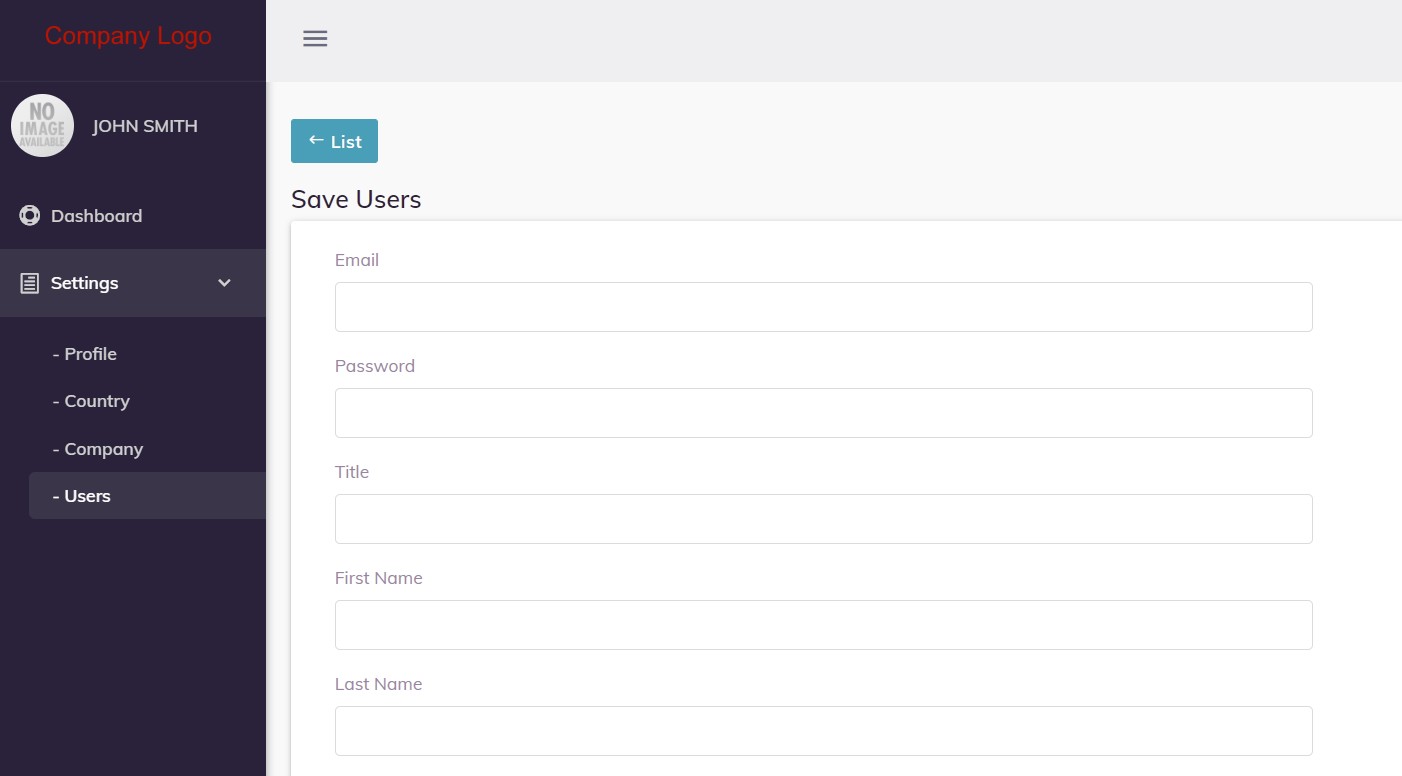 Company Logo
NO
IMAGE
AVAILABLE
JOHN SMITH
Dashboard
Settings
- Profile
- Country
- Company
- Users
← List
Save Users
Email
Password
Title
First Name
Last Name